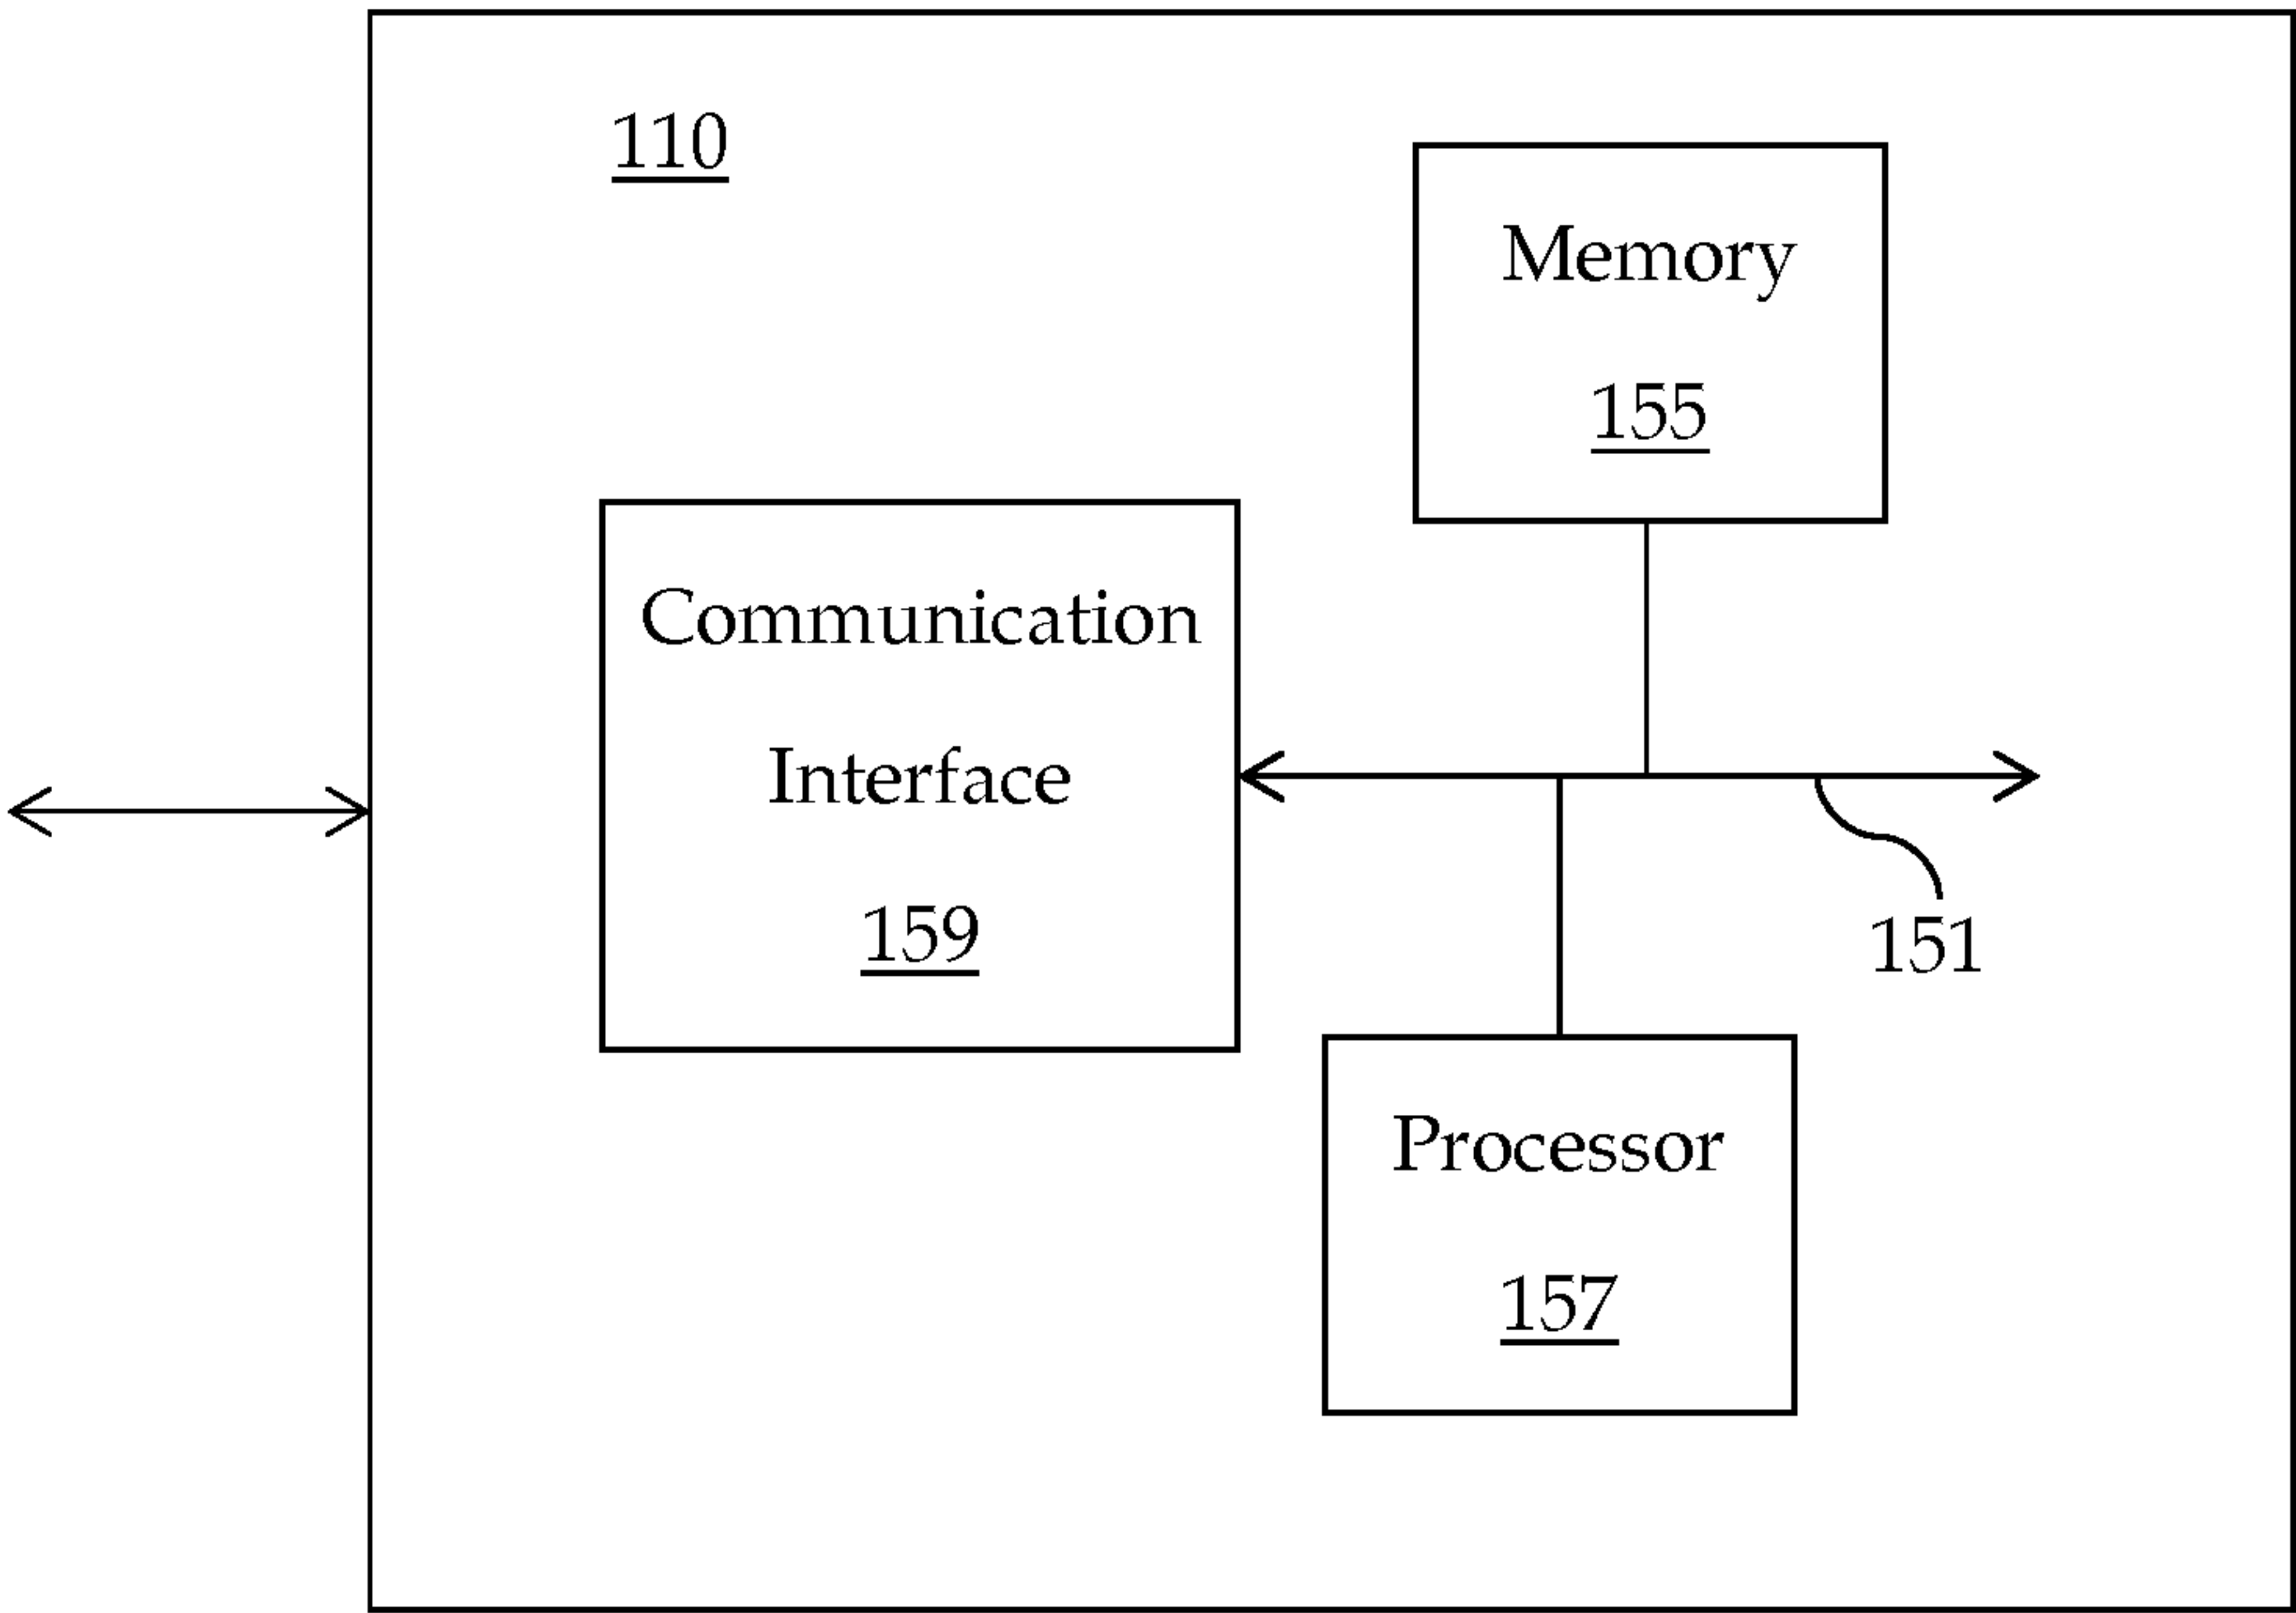 110
Memory
155
Communication
Interface
159
151
Processor
157